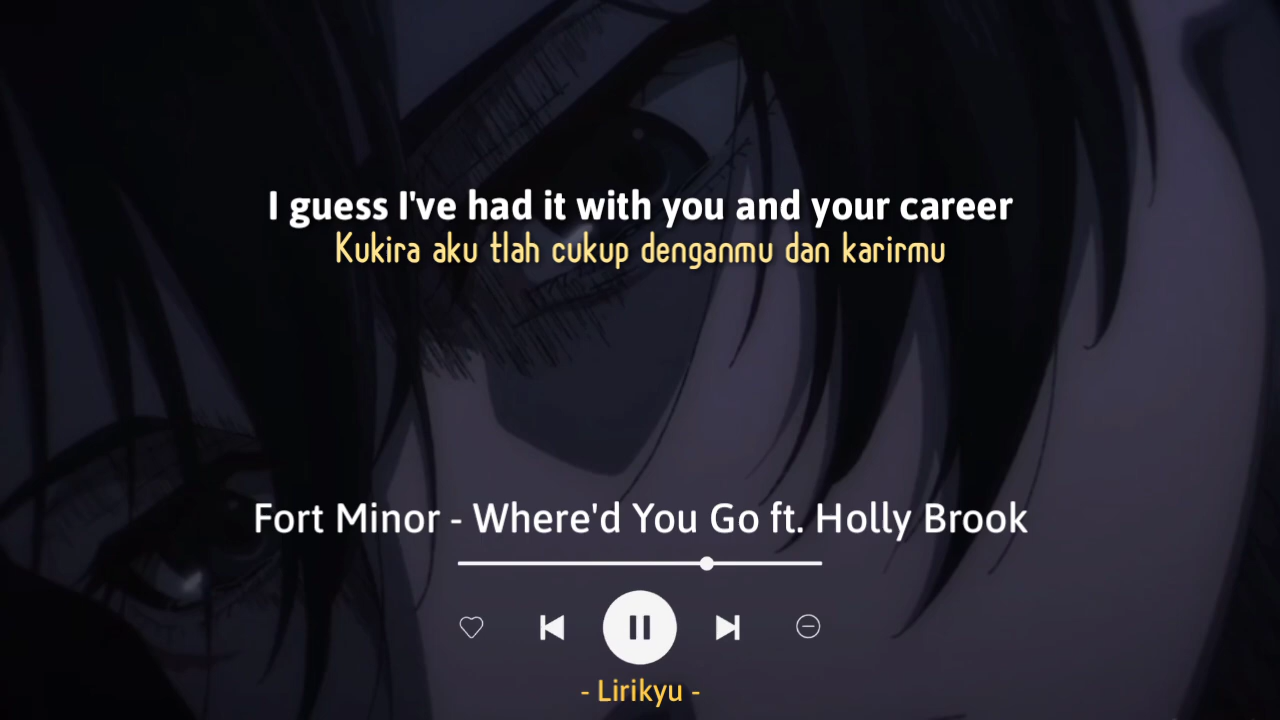 I guess I've had it with you and your career
Kukira aku tlah cukup denganmu dan karirmu
Fort Minor - Where'd You Go ft. Holly Brook
- Lirikyu -